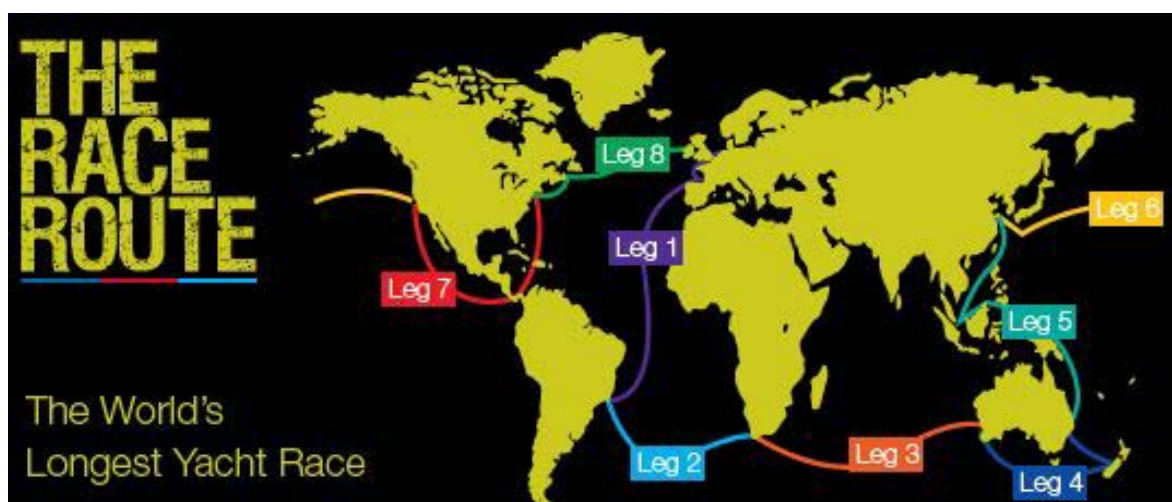 THE
RACE
ROUTE
The World's
Longest Yacht Race
Leg 8
Leg 1
Leg 7
Leg 6
Leg 5
Leg 2
Leg 3
Leg 4